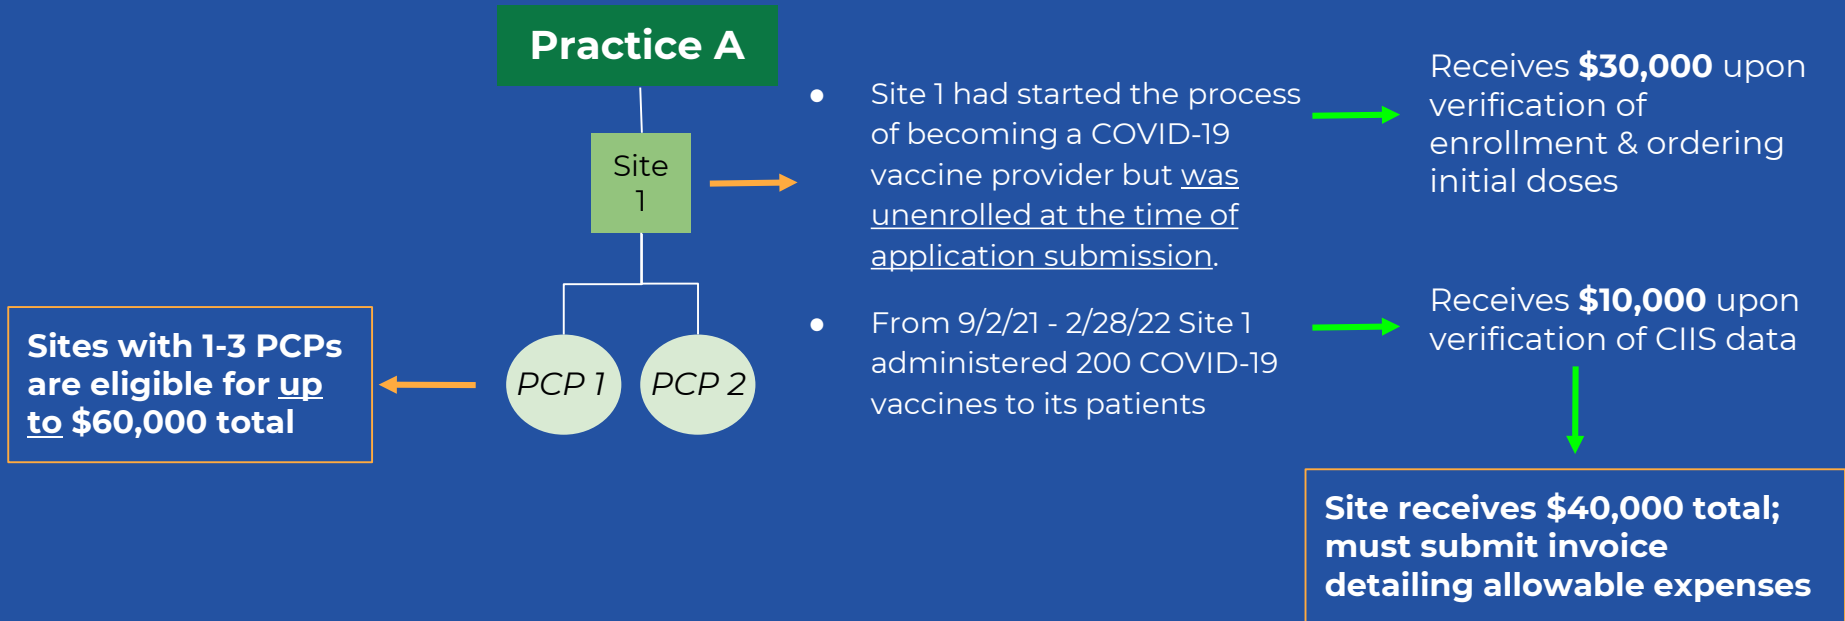 Practice A
Site
1
PCP 1
PCP 2
Sites with 1-3 PCPs
are eligible for up
to $60,000 total
● Site 1 had started the process
of becoming a COVID-19
vaccine provider but was
unenrolled at the time of
application submission.
● From 9/2/21 - 2/28/22 Site 1
administered 200 COVID-19
vaccines to its patients
Receives $30,000 upon
verification of
enrollment & ordering
initial doses
Receives $10,000 upon
verification of CIIS data
Site receives $40,000 total;
must submit invoice
detailing allowable expenses